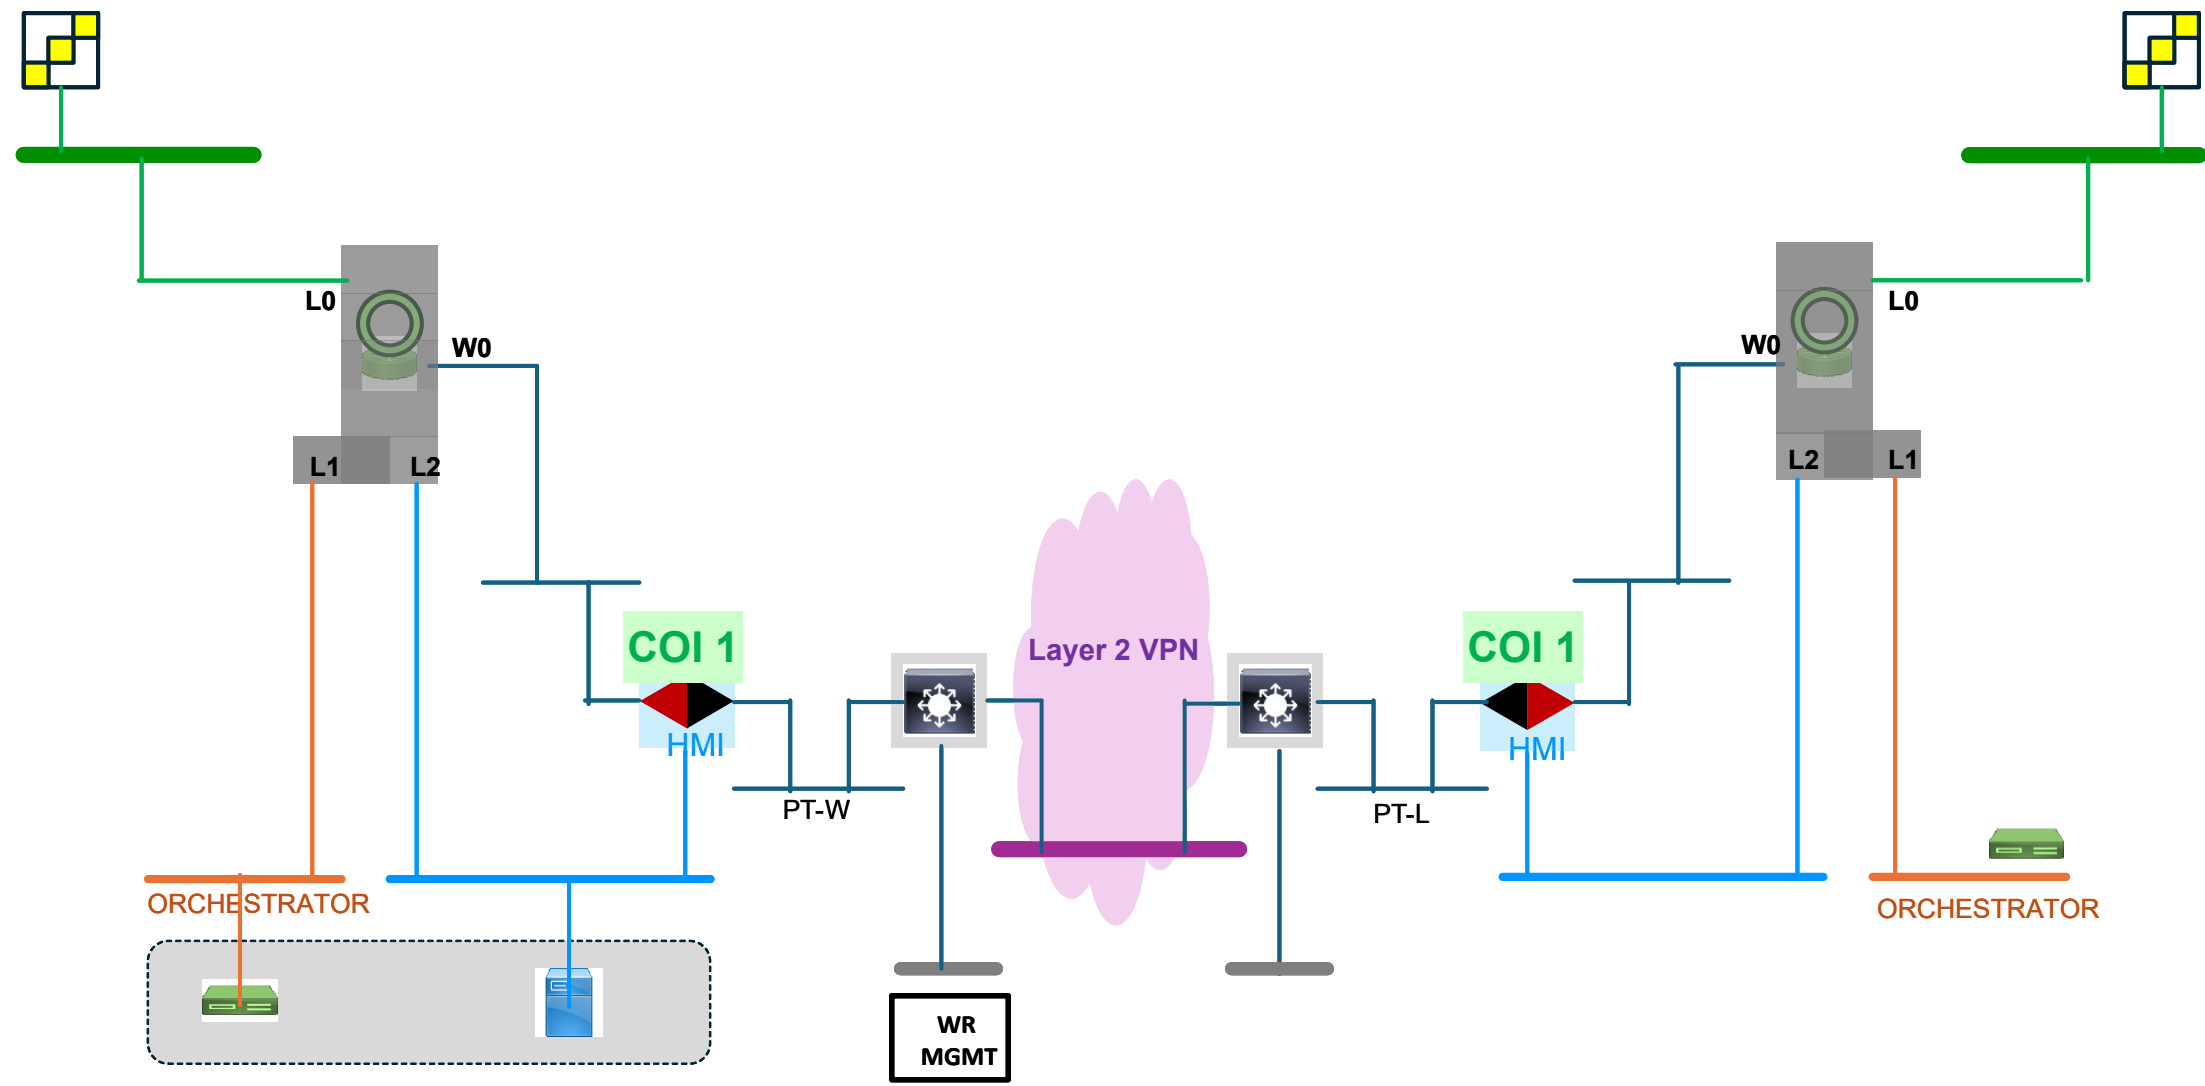 L0
L0
W0
W0
L1
L2
L2
L1
COI 1
Layer 2 VPN
COI 1
HMI
HMI
PT-W
PT-L
ORCHESTRATOR
ORCHESTRATOR
WR
MGMT